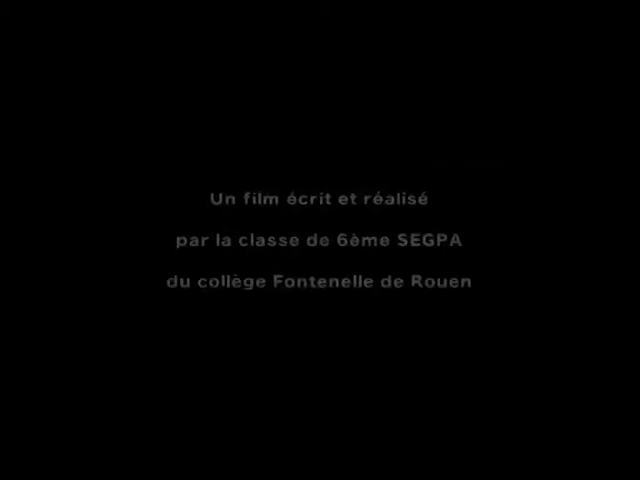 Un film écrit et réalisé
par la classe de 6ème SEGPA
du collège Fontenelle de Rouen